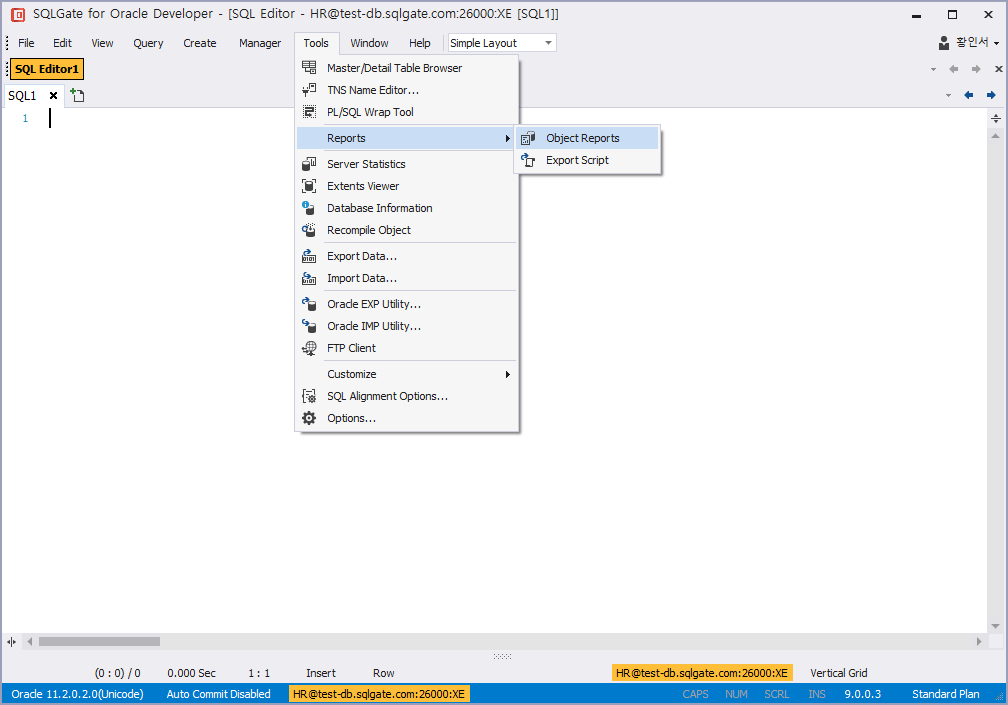 SQLGate for Oracle Developer - [SQL Editor - HR@test-db.sqlgate.com:26000:XE [SQL1]]
File Edit View Query Create Manager Tools Window Help Simple Layout 황인서
SQL Editor1
SQL1
1
Master/Detail Table Browser
TNS Name Editor...
PL/SQL Wrap Tool
Reports
Object Reports
Export Script
Server Statistics
Extents Viewer
Database Information
Recompile Object
Export Data...
Import Data...
Oracle EXP Utility...
Oracle IMP Utility...
FTP Client
Customize
SQL Alignment Options...
Options...
(0 : 0) / 0 0.000 Sec 1 : 1 Insert Row HR@test-db.sqlgate.com:26000:XE Vertical Grid
Oracle 11.2.0.2.0(Unicode) Auto Commit Disabled HR@test-db.sqlgate.com:26000:XE CAPS NUM SCRL INS 9.0.0.3 Standard Plan